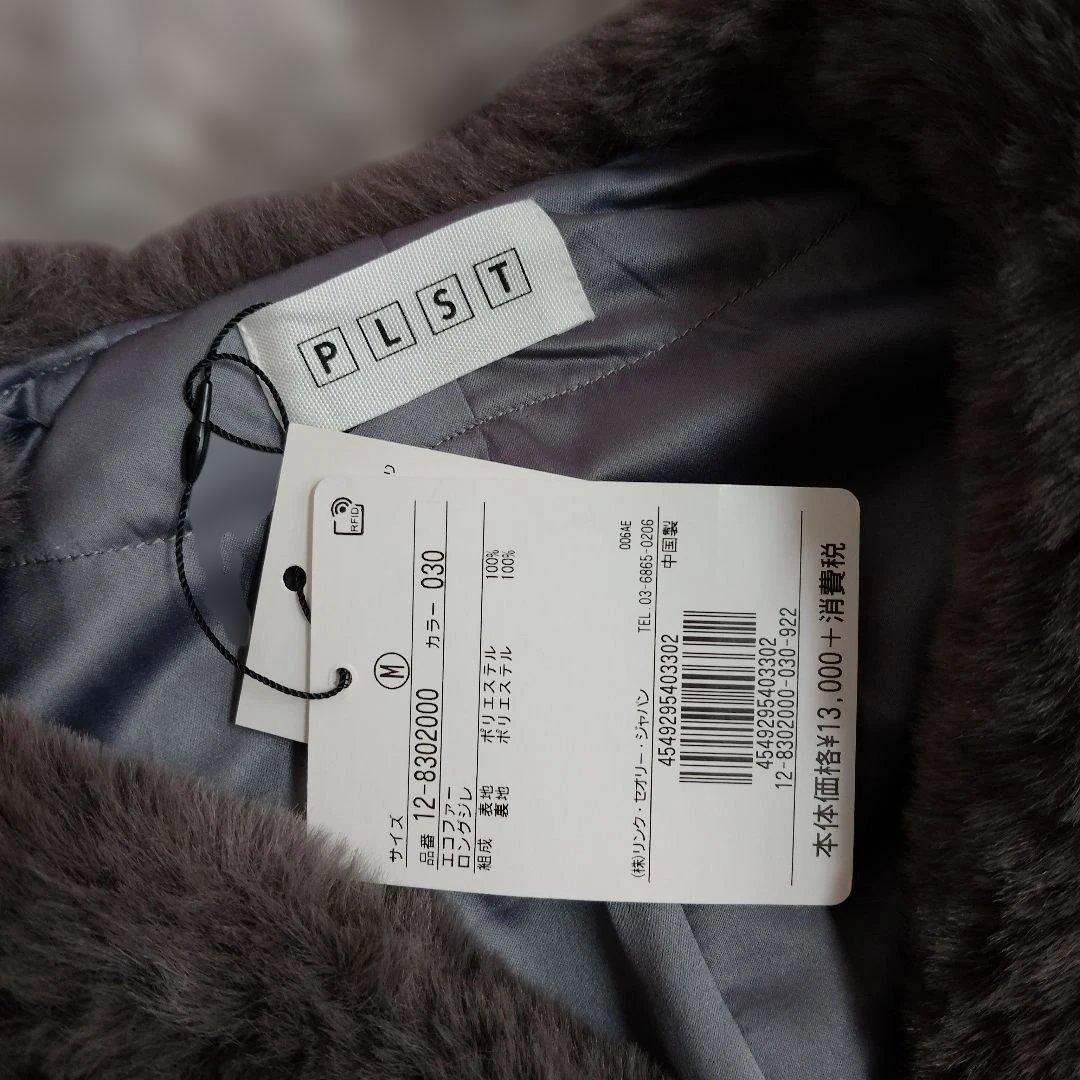 PLST
り
RFID
サイズ M
品番 12-8302000 カラー 030
エコファー
ロングジレ
組成 表地 ポリエステル 100%
裏地 ポリエステル 100%
006AE
(株)リンク・セオリー・ジャパン TEL 03-6865-0206
中国製
4549295403302
4549295403302
12-8302000-030-922
本体価格¥13,000+消費税